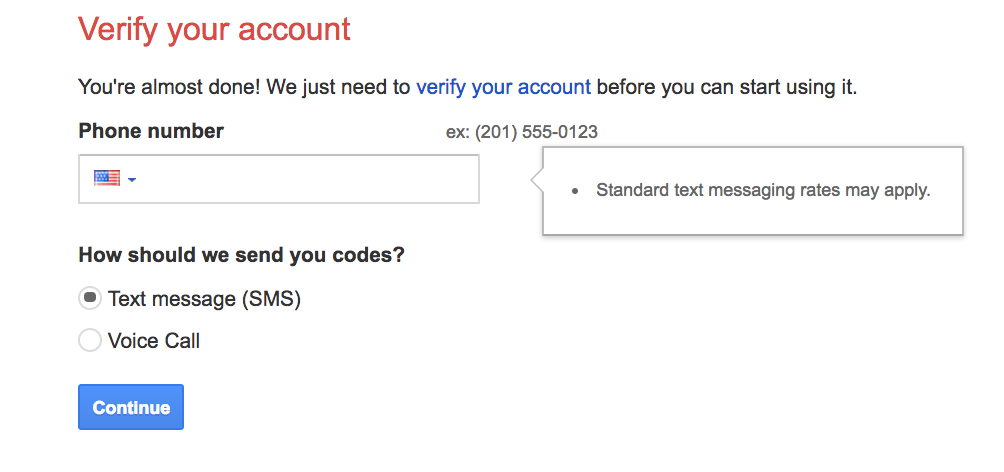 Verify your account
You're almost done! We just need to verify your account before you can start using it.
Phone number
ex: (201) 555-0123
Standard text messaging rates may apply.
How should we send you codes?
Text message (SMS)
Voice Call
Continue